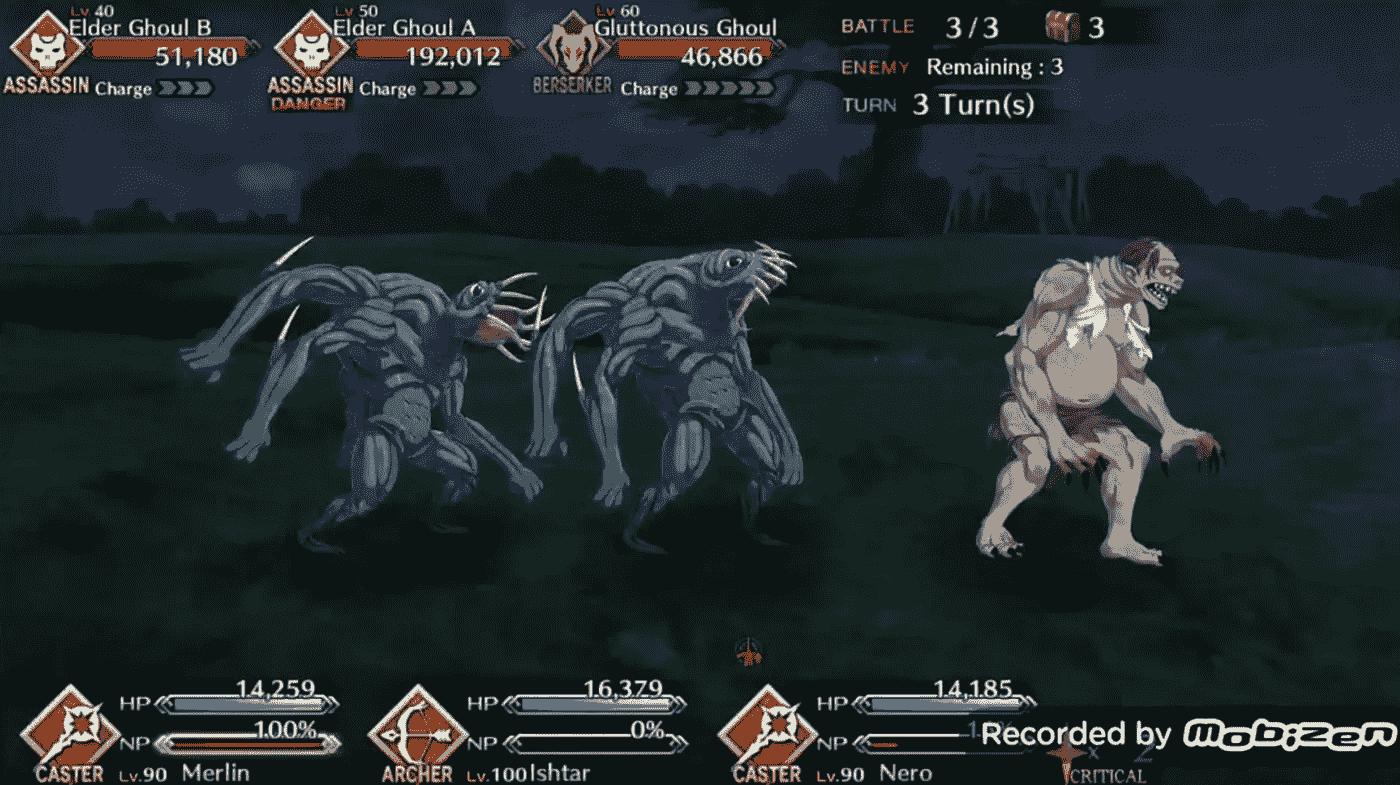 Lv 40
Elder Ghoul B
51,180
ASSASSIN Charge
Lv 50
Elder Ghoul A
192,012
ASSASSIN Charge
DANGER
Lv 60
Gluttonous Ghoul
46,866
BERSERKER Charge
BATTLE 3/3 3
ENEMY Remaining : 3
TURN 3 Turn(s)
HP 14,259
NP 100%
CASTER Lv.90 Merlin
HP 16,379
NP 0%
ARCHER Lv.100 Ishtar
HP 14,185
NP
CASTER Lv.90 Nero
Recorded by Mobizen
CRITICAL